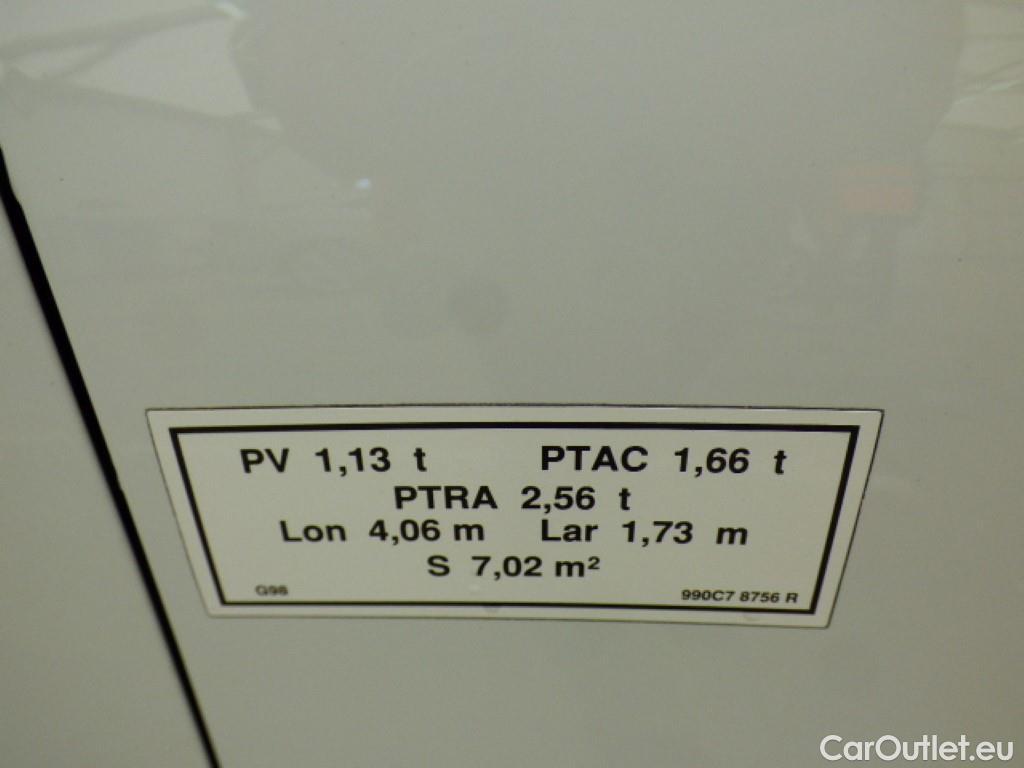 PV 1,13 t PTAC 1,66 t
PTRA 2,56 t
Lon 4,06 m Lar 1,73 m
S 7,02 m²
G98 990C7 8756 R
CarOutlet.eu